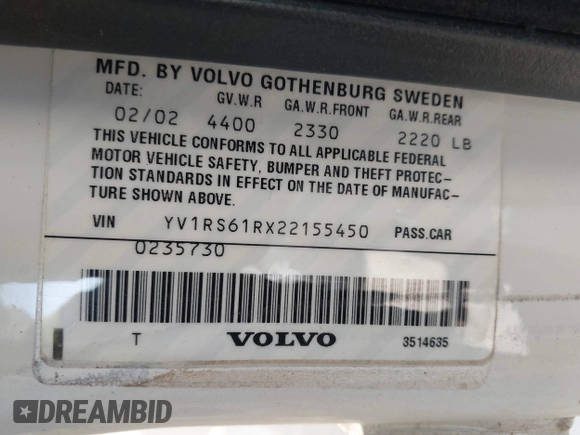 MFD. BY VOLVO GOTHENBURG SWEDEN
DATE: GV.W.R GA.W.R.FRONT GA.W.R.REAR
02/02 4400 2330 2220 LB
THIS VEHICLE CONFORMS TO ALL APPLICABLE FEDERAL
MOTOR VEHICLE SAFETY, BUMPER AND THEFT PROTEC-
TION STANDARDS IN EFFECT ON THE DATE OF MANUFAC-
TURE SHOWN ABOVE.
VIN YV1RS61RX22155450 PASS.CAR
0235730
T VOLVO 3514635
DREAMBID